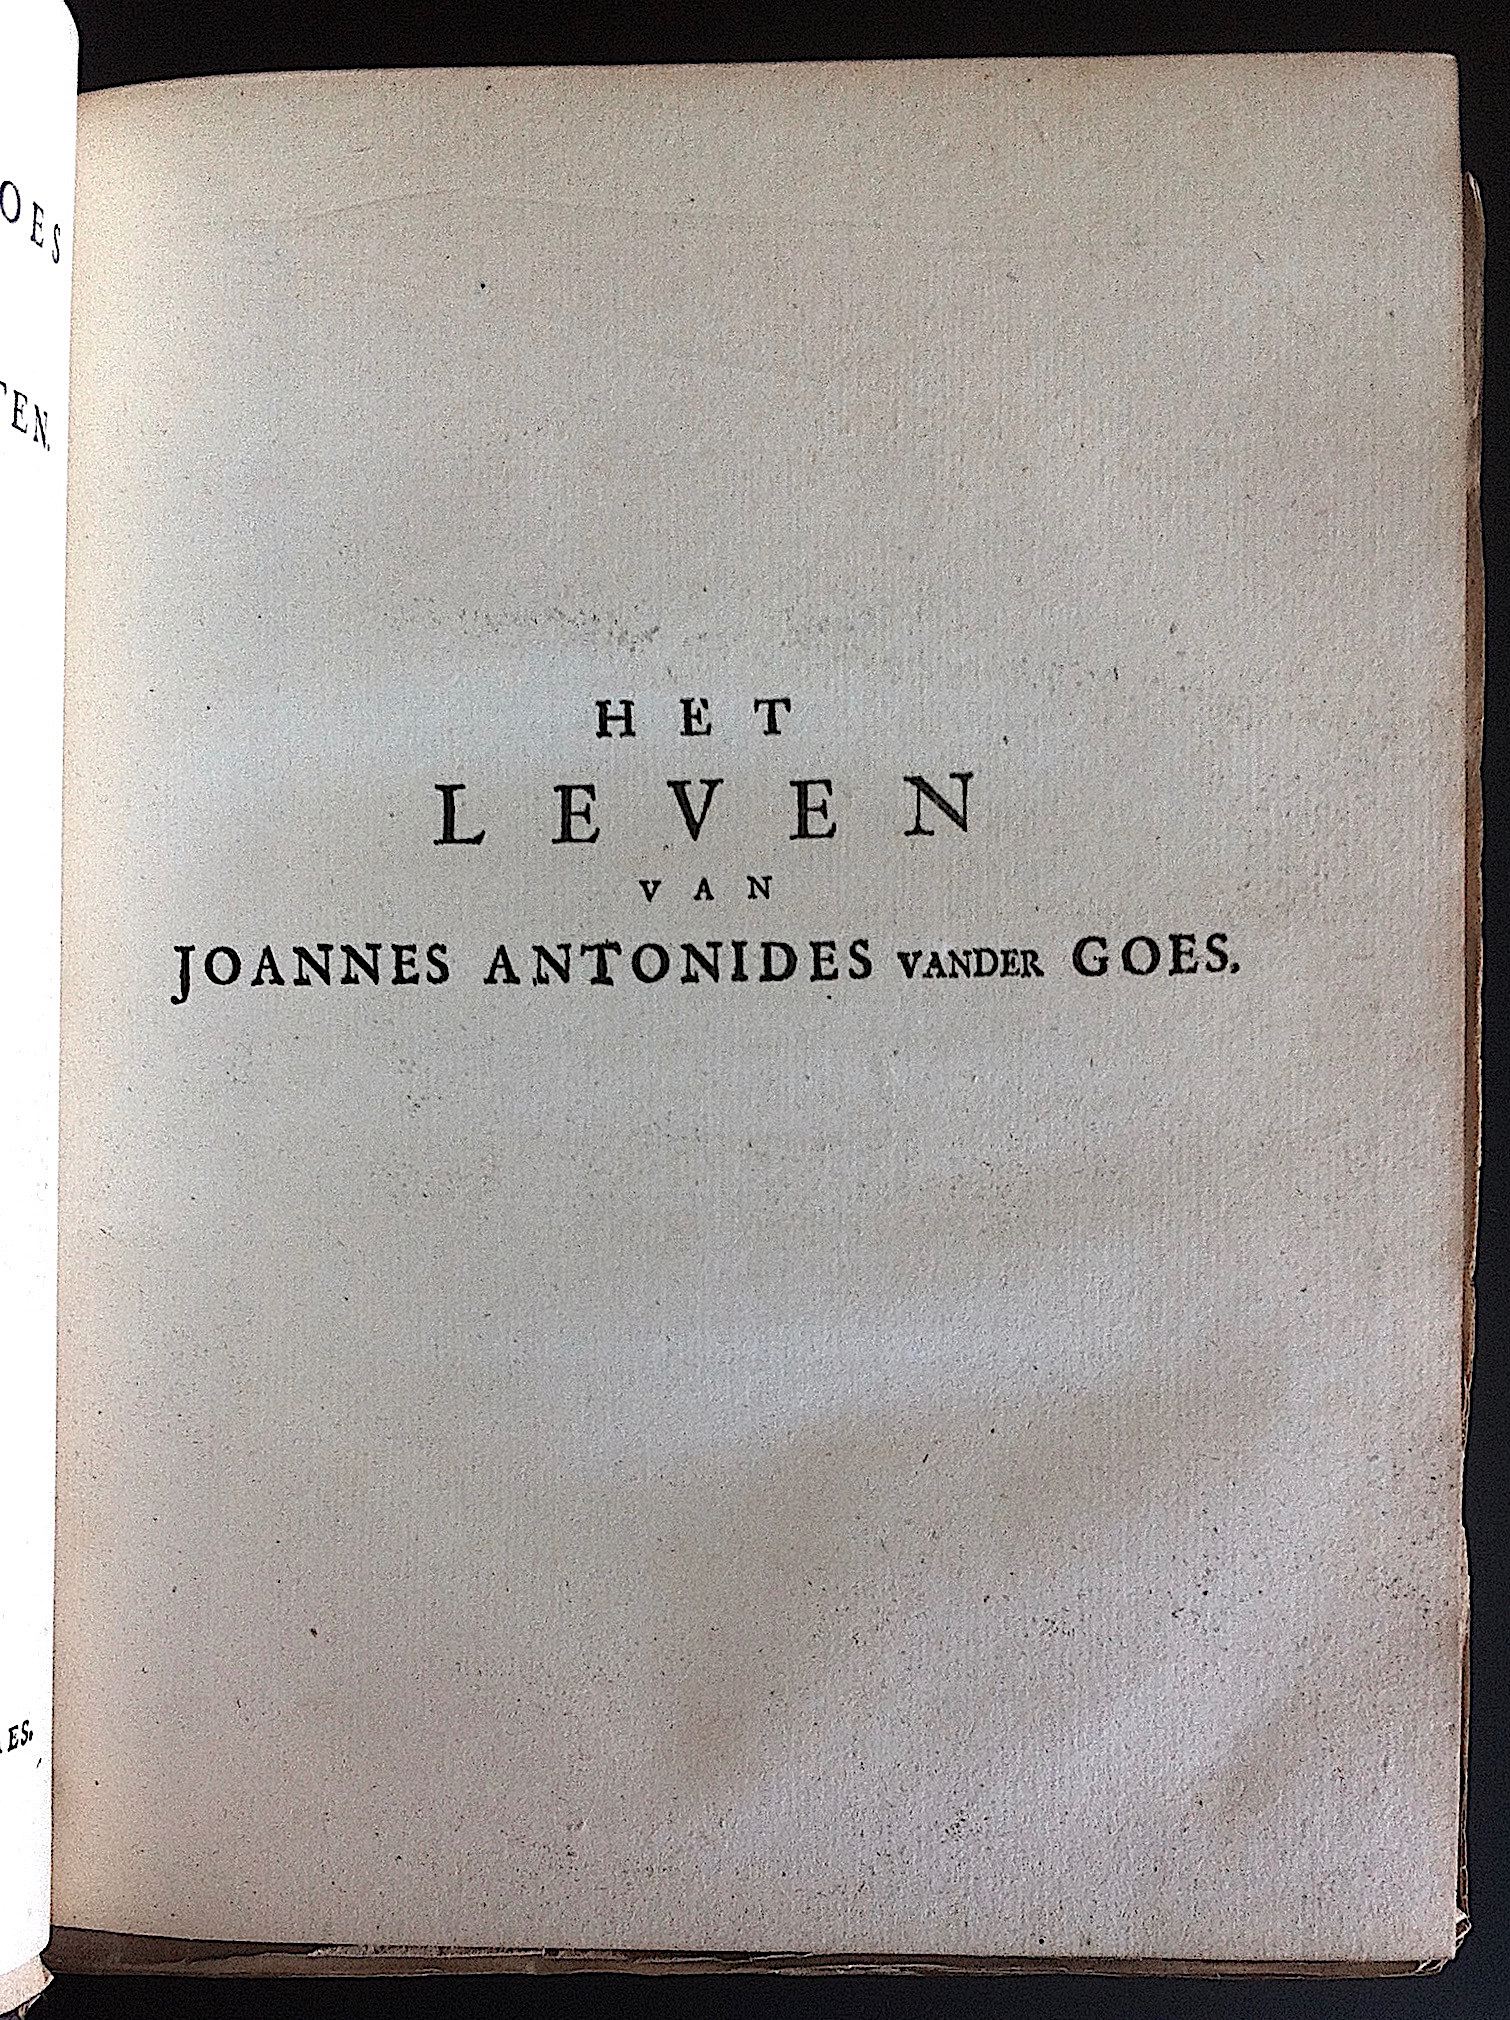 HET
LEVEN
VAN
JOANNES ANTONIDES VANDER GOES.